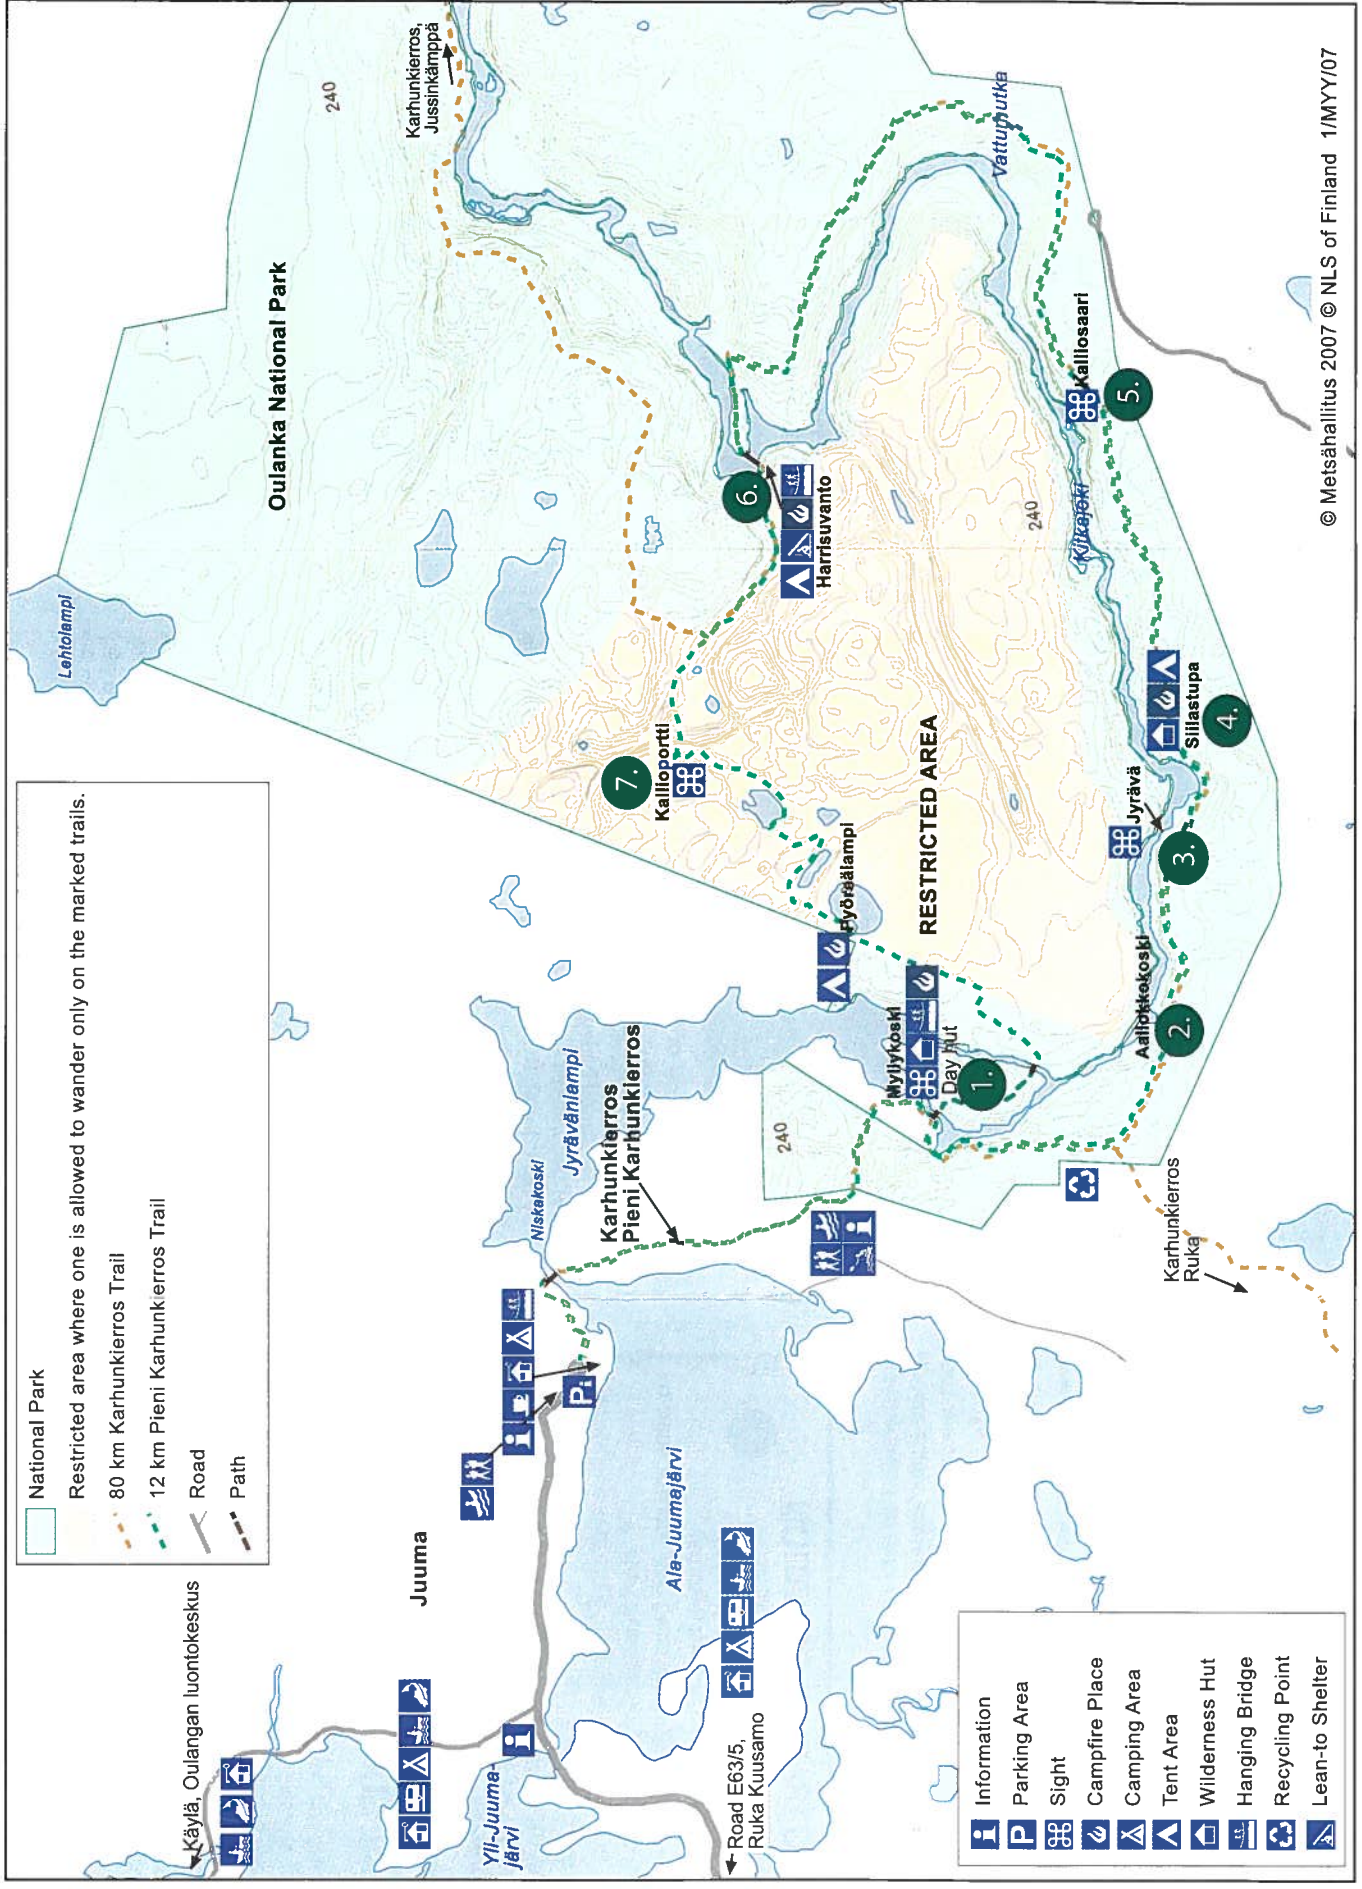 Käylä, Oulangan luontokeskus
National Park
Restricted area where one is allowed to wander only on the marked trails.
80 km Karhunkierros Trail
12 km Pieni Karhunkierros Trail
Road
Path
Lehtolampi
Oulanka National Park
240
Karhunkierros,
Jussinkämppä
Juuma
Yli-Juuma-
järvi
Niskakoski
Jyrävänlampi
Karhunkierros
Pieni Karhunkierros
7.
Kallioportti
6.
Harrisuvanto
Ala-Juumajärvi
Road E63/5,
Ruka Kuusamo
240
Pyöreälampi
Myllykoski
Day hut
1.
RESTRICTED AREA
Vattumutka
240
Kitkajoki
Kalliosaari
5.
Aallokkokoski
2.
Jyrävä
3.
Siilastupa
4.
Karhunkierros
Ruka
Information
Parking Area
Sight
Campfire Place
Camping Area
Tent Area
Wilderness Hut
Hanging Bridge
Recycling Point
Lean-to Shelter
© Metsähallitus 2007 © NLS of Finland 1/MYY/07